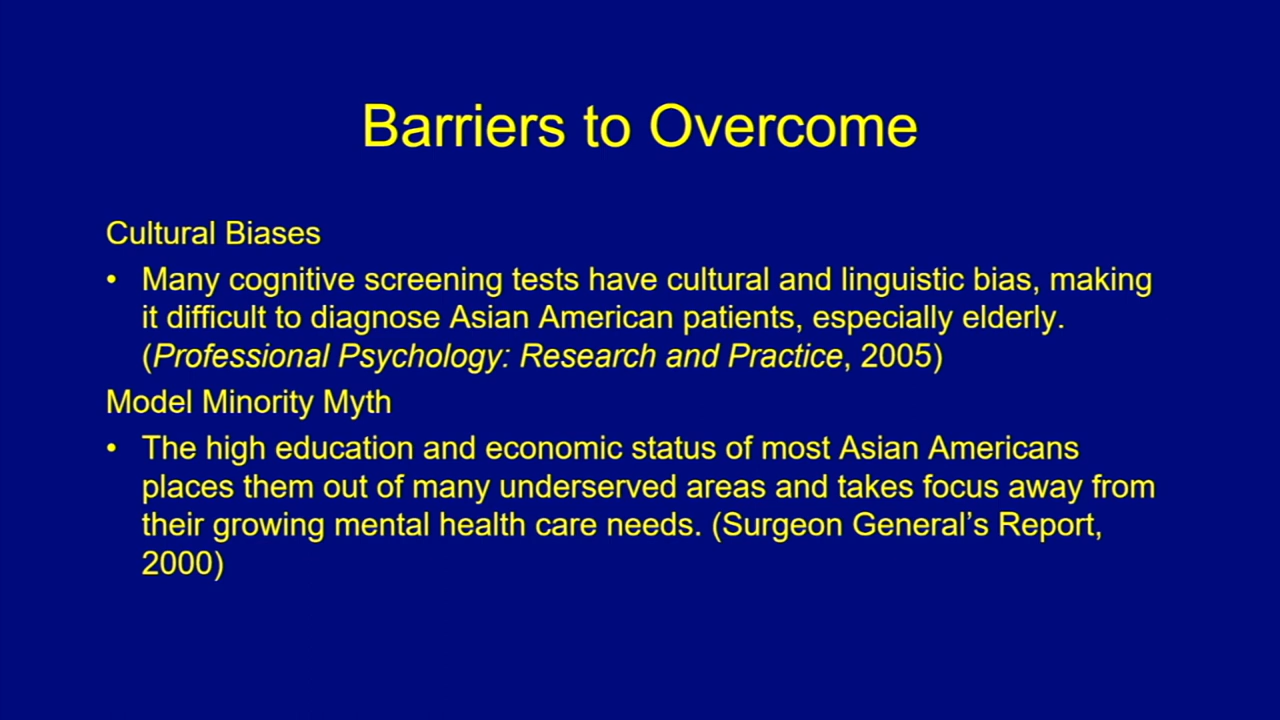 Barriers to Overcome
Cultural Biases
• Many cognitive screening tests have cultural and linguistic bias, making
it difficult to diagnose Asian American patients, especially elderly.
(Professional Psychology: Research and Practice, 2005)
Model Minority Myth
• The high education and economic status of most Asian Americans
places them out of many underserved areas and takes focus away from
their growing mental health care needs. (Surgeon General’s Report,
2000)